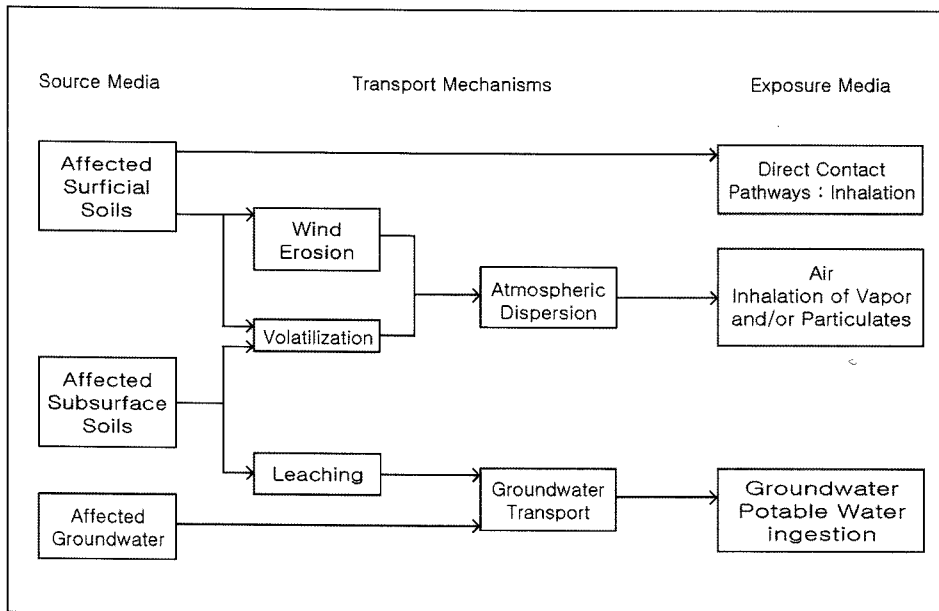 Source Media
Transport Mechanisms
Exposure Media
Affected
Surficial
Soils
Direct Contact
Pathways : Inhalation
Wind
Erosion
Air
Inhalation of Vapor
and/or Particulates
Atmospheric
Dispersion
Volatilization
Affected
Subsurface
Soils
Leaching
Groundwater
Transport
Groundwater
Potable Water
ingestion
Affected
Groundwater